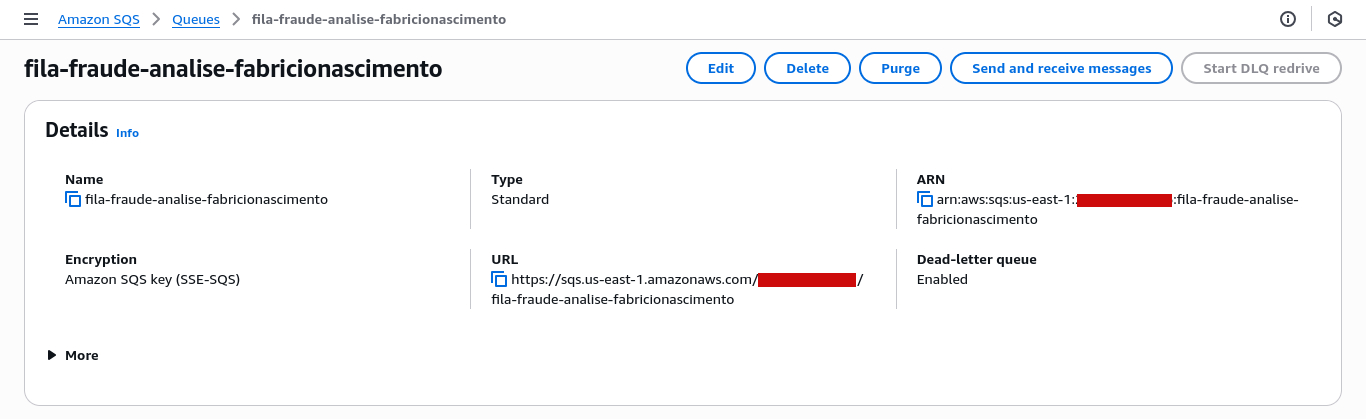 Amazon SQS > Queues > fila-fraude-analise-fabricionascimento
fila-fraude-analise-fabricionascimento
Edit
Delete
Purge
Send and receive messages
Start DLQ redrive
Details Info
Name
fila-fraude-analise-fabricionascimento
Type
Standard
ARN
arn:aws:sqs:us-east-1: :fila-fraude-analise-
fabricionascimento
Encryption
Amazon SQS key (SSE-SQS)
URL
https://sqs.us-east-1.amazonaws.com/ /
fila-fraude-analise-fabricionascimento
Dead-letter queue
Enabled
More